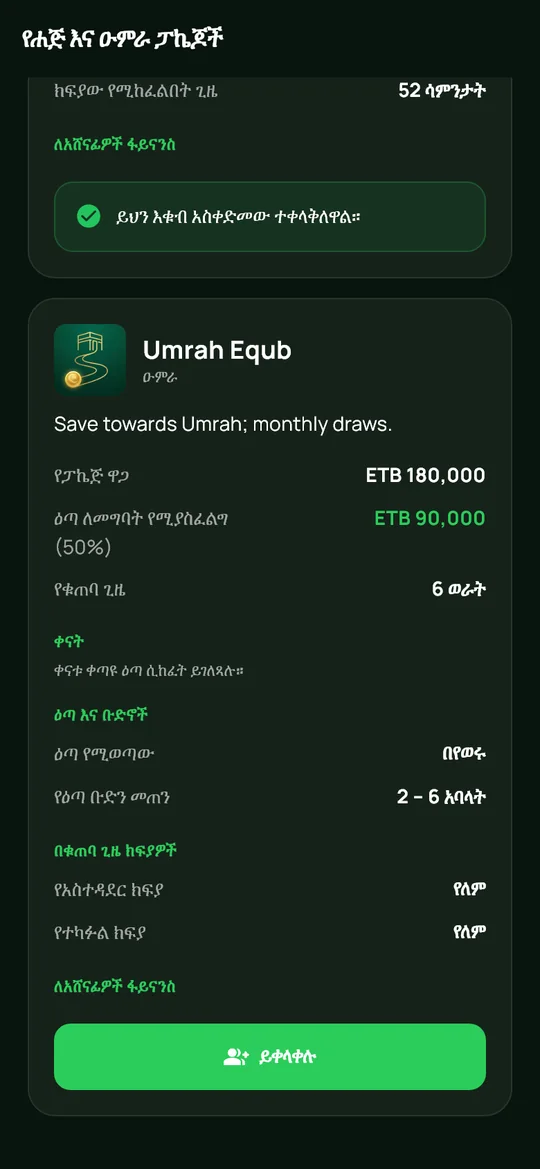 የሐጅ እና ዑምራ ፓኬጆች
ክፍያው የሚከፈልበት ጊዜ 52 ሳምንታት
ለአሸናፊዎች ፋይናንስ
ይህን እቁብ አስቀድመው ተቀላቅለዋል።
Umrah Equb
ዑምራ
Save towards Umrah; monthly draws.
የፓኬጅ ዋጋ ETB 180,000
ዕጣ ለመግባት የሚያስፈልግ ETB 90,000
(50%)
የቁጠባ ጊዜ 6 ወራት
ቀናት
ቀናቱ ቀጣዩ ዕጣ ሲከፈት ይገለጻሉ።
ዕጣ እና ቡድኖች
ዕጣ የሚወጣው በየወሩ
የዕጣ ቡድን መጠን 2 – 6 አባላት
በቁጠባ ጊዜ ክፍያዎች
የአስተዳደር ክፍያ የለም
የተካፉል ክፍያ የለም
ለአሸናፊዎች ፋይናንስ
ይቀላቀሉ